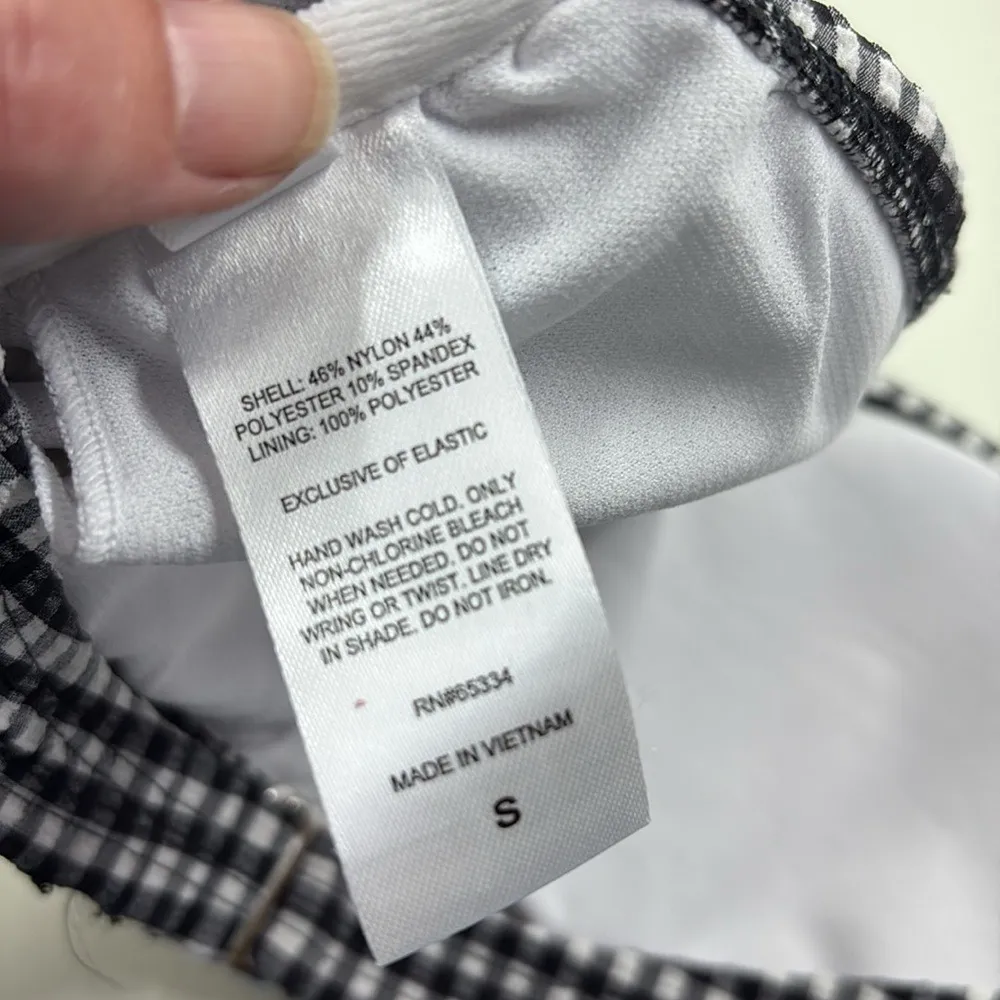 SHELL: 46% NYLON 44%
POLYESTER 10% SPANDEX
LINING: 100% POLYESTER
EXCLUSIVE OF ELASTIC
HAND WASH COLD. ONLY
NON-CHLORINE BLEACH
WHEN NEEDED. DO NOT
WRING OR TWIST. LINE DRY
IN SHADE. DO NOT IRON.
RN#65334
MADE IN VIETNAM
S